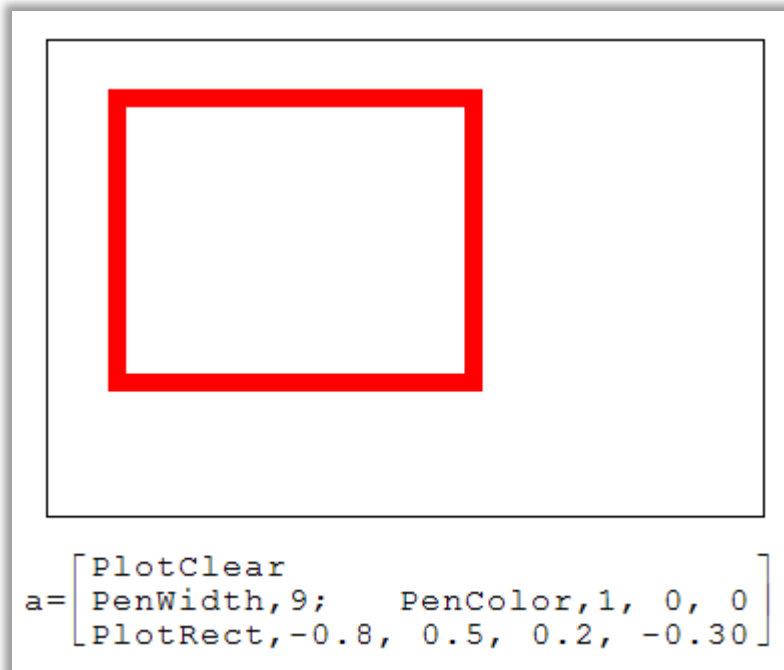 PlotClear
a= PenWidth,9;   PenColor,1, 0, 0
PlotRect,-0.8, 0.5, 0.2, -0.30